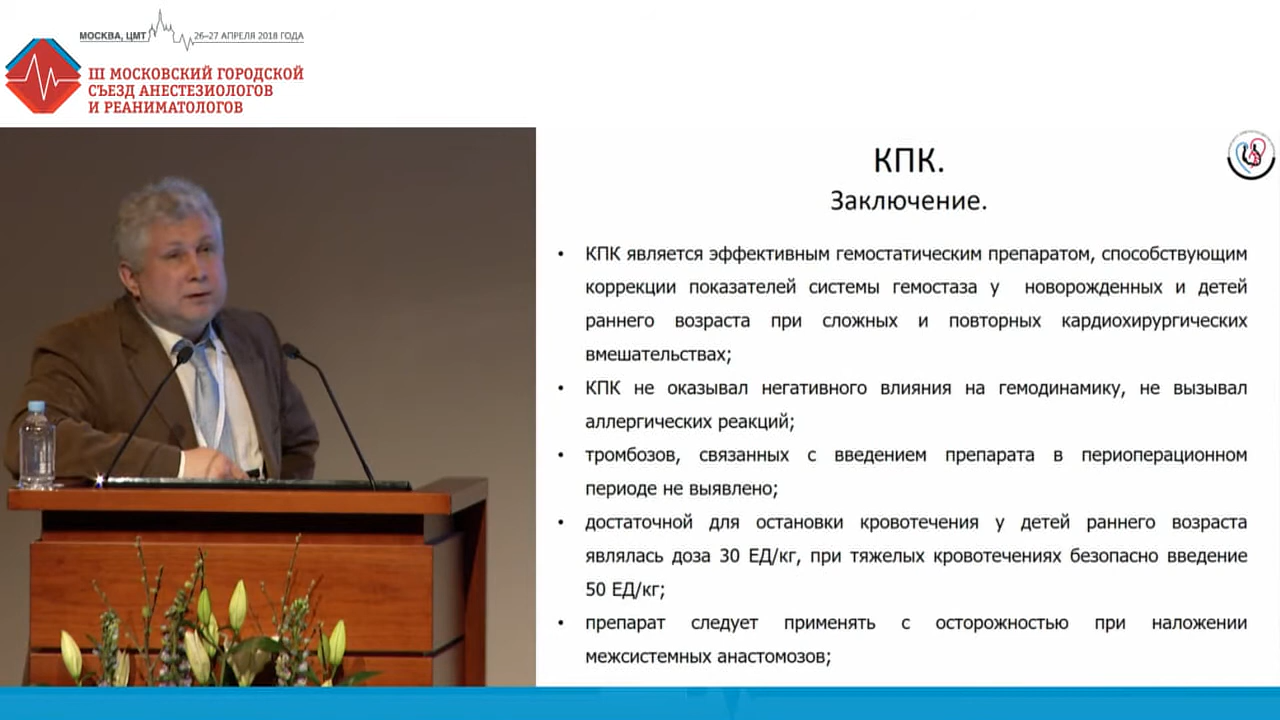 МОСКВА, ЦМТ 26–27 АПРЕЛЯ 2018 ГОДА
III МОСКОВСКИЙ ГОРОДСКОЙ
СЪЕЗД АНЕСТЕЗИОЛОГОВ
И РЕАНИМАТОЛОГОВ
КПК.
Заключение.
• КПК является эффективным гемостатическим препаратом, способствующим
коррекции показателей системы гемостаза у новорожденных и детей
раннего возраста при сложных и повторных кардиохирургических
вмешательствах;
• КПК не оказывал негативного влияния на гемодинамику, не вызывал
аллергических реакций;
• тромбозов, связанных с введением препарата в периоперационном
периоде не выявлено;
• достаточной для остановки кровотечения у детей раннего возраста
являлась доза 30 ЕД/кг, при тяжелых кровотечениях безопасно введение
50 ЕД/кг;
• препарат следует применять с осторожностью при наложении
межсистемных анастомозов;